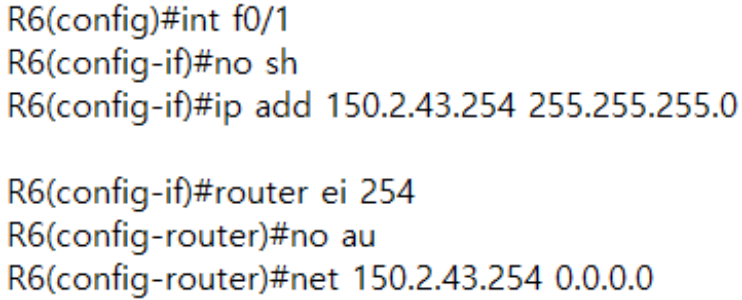 R6(config)#int f0/1
R6(config-if)#no sh
R6(config-if)#ip add 150.2.43.254 255.255.255.0
R6(config-if)#router ei 254
R6(config-router)#no au
R6(config-router)#net 150.2.43.254 0.0.0.0